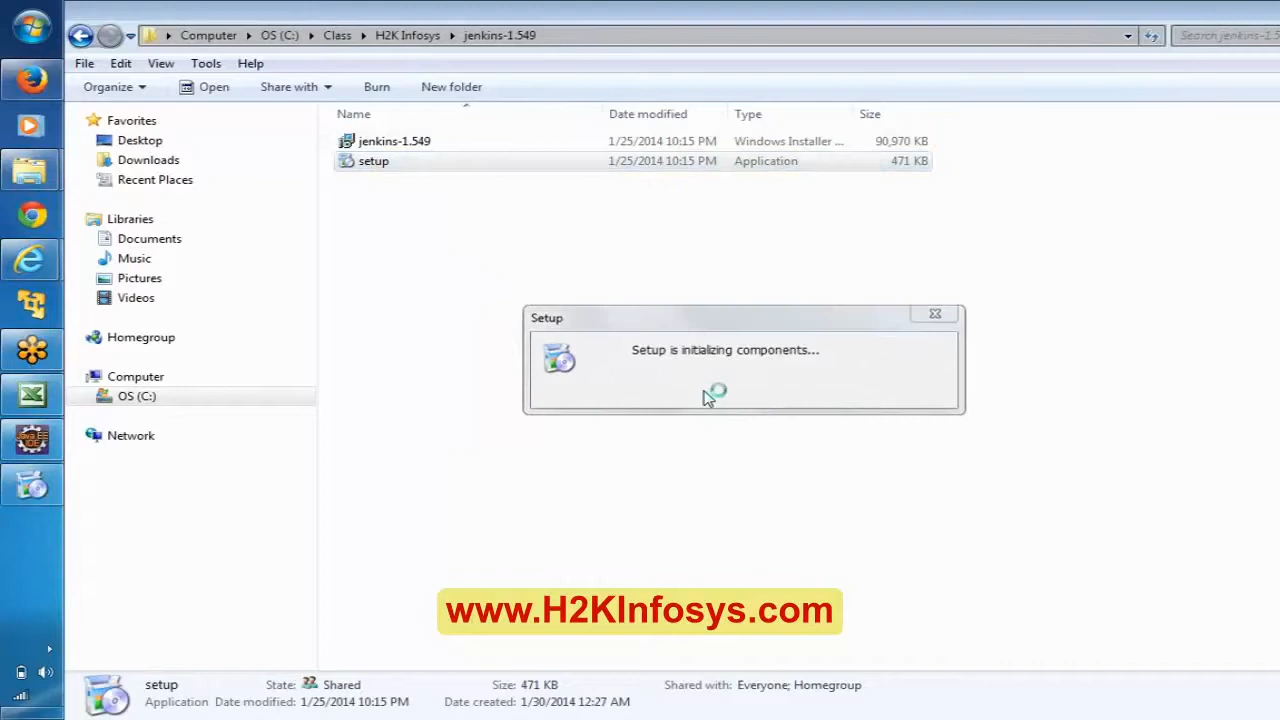 Computer ▸ OS (C:) ▸ Class ▸ H2K Infosys ▸ jenkins-1.549
Search jenkins-1.5
File Edit View Tools Help
Organize Open Share with Burn New folder
Favorites
Desktop
Downloads
Recent Places
Libraries
Documents
Music
Pictures
Videos
Homegroup
Computer
OS (C:)
Network
Name Date modified Type Size
jenkins-1.549 1/25/2014 10:15 PM Windows Installer ... 90,970 KB
setup 1/25/2014 10:15 PM Application 471 KB
Setup
Setup is initializing components...
www.H2KInfosys.com
setup State: Shared Size: 471 KB Shared with: Everyone; Homegroup
Application Date modified: 1/25/2014 10:15 PM Date created: 1/30/2014 12:27 AM